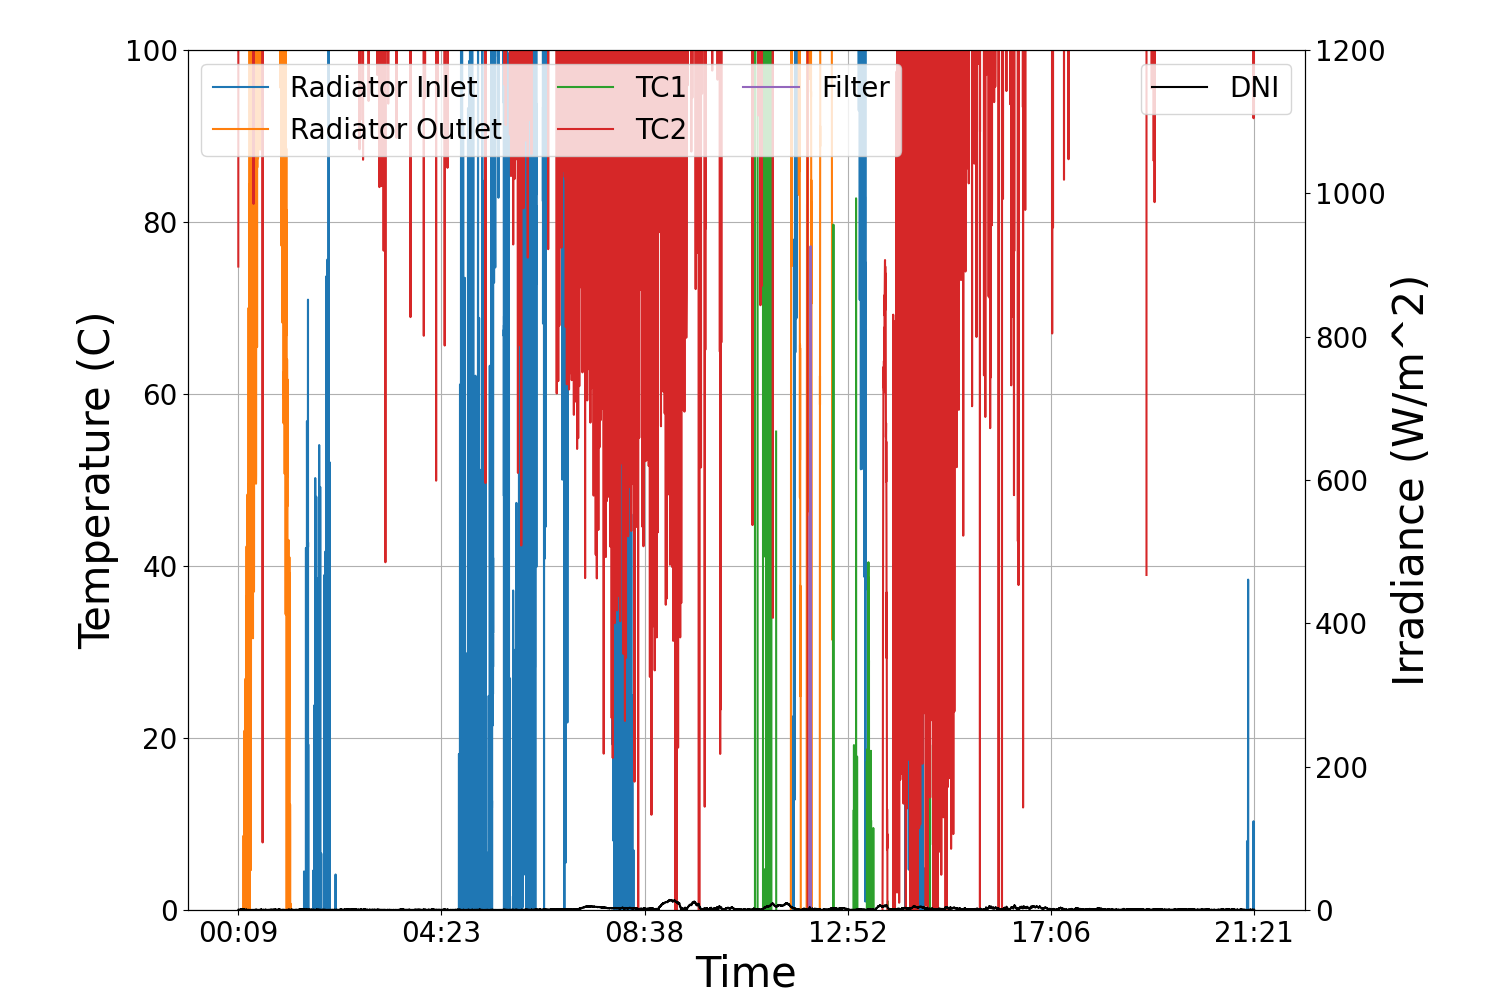 100
80
60
40
20
0
Temperature (C)
Radiator Inlet
Radiator Outlet
TC1
TC2
Filter
DNI
1200
1000
800
600
400
200
0
Irradiance (W/m^2)
00:09 04:23 08:38 12:52 17:06 21:21
Time